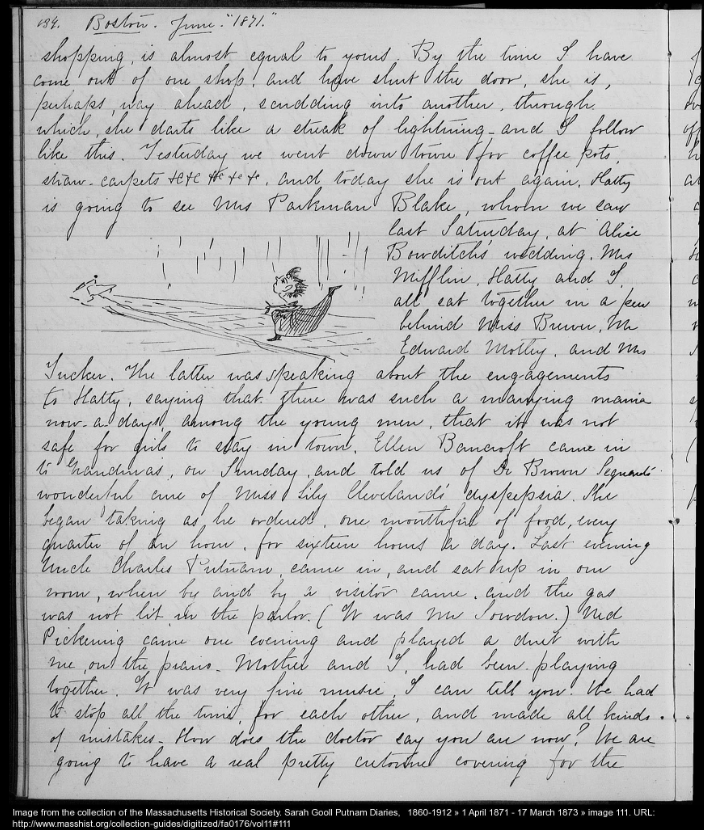 134. Boston. June. "1871."
shopping, is almost equal to yours. By the time I have
come out of one shop, and have shut the door, she is,
perhaps, way ahead, scudding into another, through
which, she darts like a streak of lightning - and I follow
like this. Yesterday we went down town for coffee pots,
straw-carpets, and today she is out again. Hatty
is going to see Mrs Parkman Blake, whom we saw
last Saturday, at Alice
Bowditch's wedding. Mrs
Mifflin, Hatty and I,
all sat together in a pew
behind Miss Brewer, Mr
Edward Motley, and Mrs
Tucker. The latter was speaking about the engagements
to Hatty, saying that there was such a marrying mania
now-a-days, among the young men, that it was not
safe for girls to stay in town. Ellen Bancroft came in
to Grandma's, on Sunday, and told us of Dr Brown Sequard's
wonderful cure of Miss Lily Cleveland's dyspepsia. She
began taking as he ordered, one mouthful of food, every
quarter of an hour, for sixteen hours a day. Last evening
Uncle Charles Putnam, came in, and sat up in our
room, when by and by a visitor came, and the gas
was not lit in the parlor. (It was Mr Sowdon.) Ned
Pickering came one evening and played a duet with
me, on the piano. Mother and I, had been playing
together. It was very fine music, I can tell you. We had
to stop all the time, for each other, and made all kinds
of mistakes - How does the doctor say you are now? We are
going to have a real pretty cretonne covering for the
Image from the collection of the Massachusetts Historical Society. Sarah Gooll Putnam Diaries, 1860-1912 » 1 April 1871 - 17 March 1873 » image 111. URL:
http://www.masshist.org/collection-guides/digitized/fa0176/vol11#111